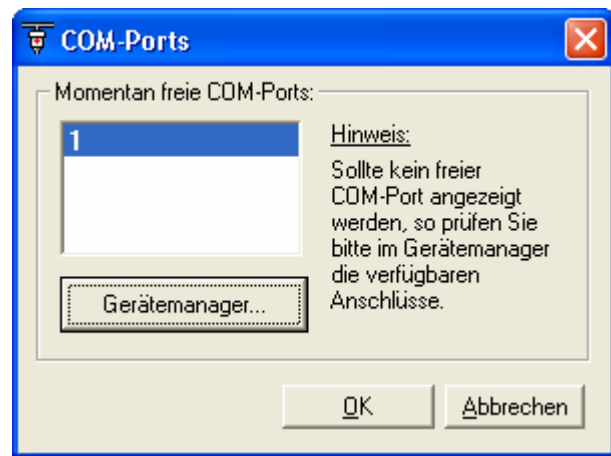 COM-Ports
Momentan freie COM-Ports:
1
Hinweis:
Sollte kein freier
COM-Port angezeigt
werden, so prüfen Sie
bitte im Gerätemanager
die verfügbaren
Anschlüsse.
Gerätemanager...
OK
Abbrechen